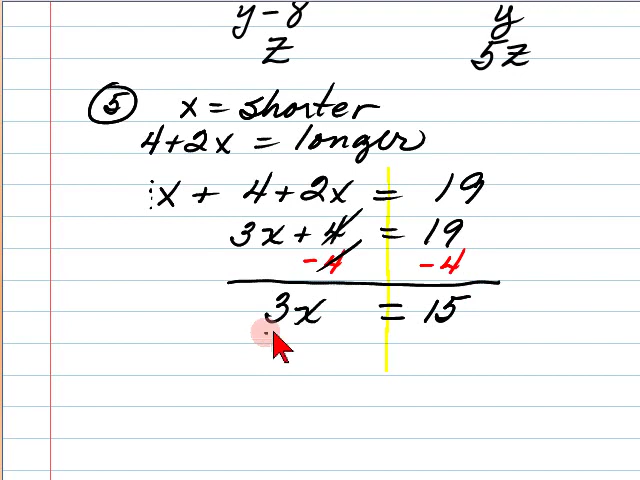 y - 8 y
z 5z
5 x = shorter
4 + 2x = longer
x + 4 + 2x = 19
3x + 4 = 19
- 4 - 4
3x = 15